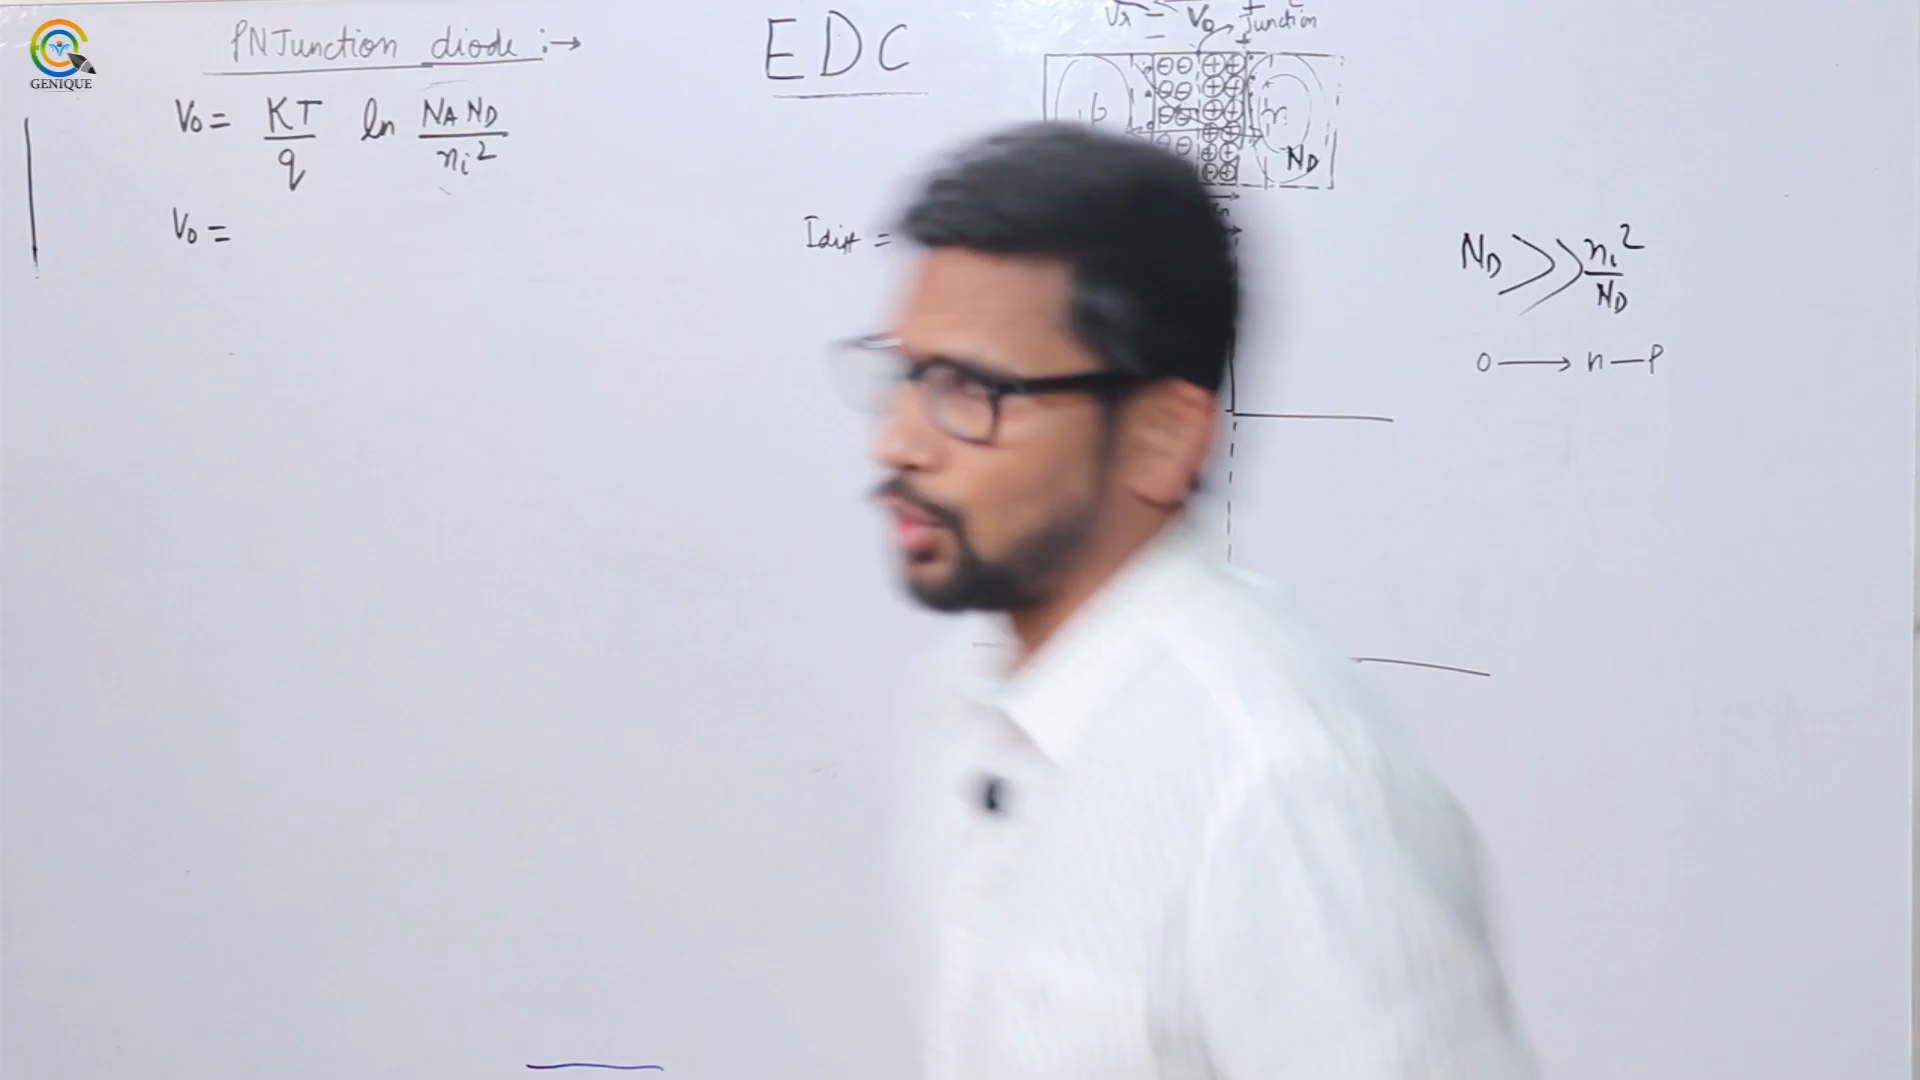 GENIQUE
PN Junction diode :→
V₀ = KT/q ln NA ND/ni²
V₀ =
EDC
V₀ Junction
p
n
ND
Idiff =
ND >> ni²/ND
0 → n — P